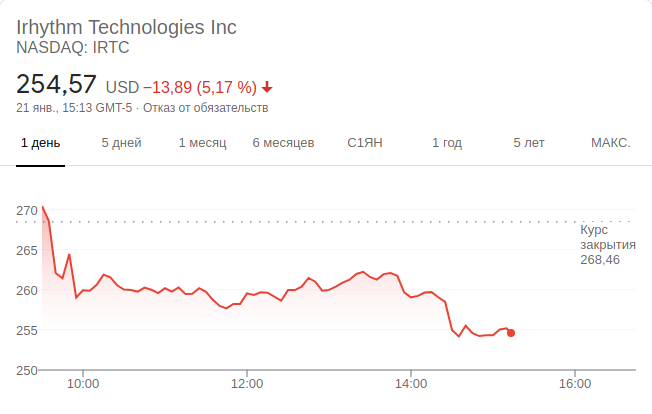 Irhythm Technologies Inc
NASDAQ: IRTC
254,57 USD −13,89 (5,17 %)
21 янв., 15:13 GMT-5 · Отказ от обязательств
1 день 5 дней 1 месяц 6 месяцев С1ЯН 1 год 5 лет МАКС.
270
Курс
закрытия
268,46
265
260
255
250
10:00 12:00 14:00 16:00